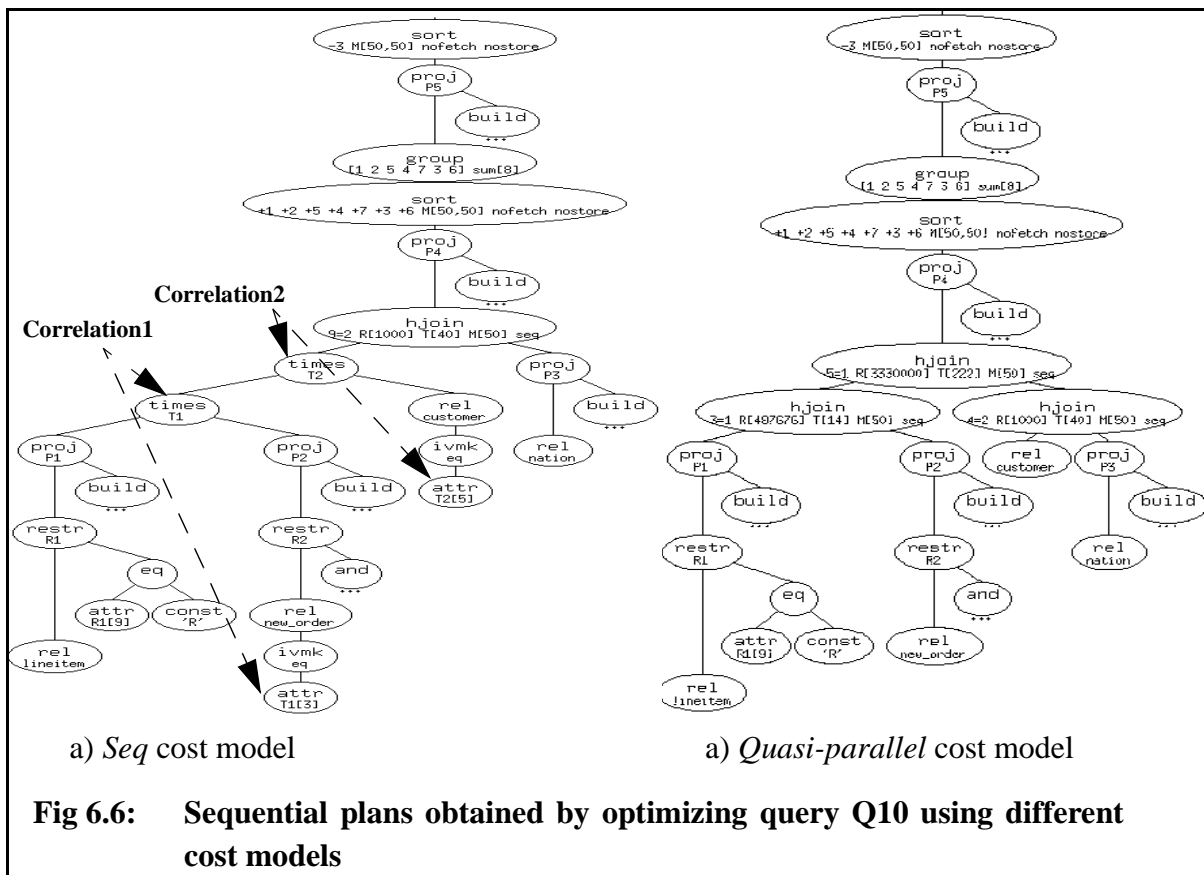 sort
-3 M[50,50] nofetch nostore
proj
P5
build
...
group
[1 2 5 4 7 3 6] sum[8]
sort
+1 +2 +5 +4 +7 +3 +6 M[50,50] nofetch nostore
proj
P4
build
...
Correlation2
Correlation1
hjoin
9=2 R[1000] T[40] M[50] seq
times
T2
proj
P3
build
...
rel
nation
times
T1
rel
customer
ivmk
eq
attr
T2[5]
proj
P1
build
...
restr
R1
eq
attr
R1[9]
const
'R'
rel
lineitem
proj
P2
build
...
restr
R2
and
...
rel
new_order
ivmk
eq
attr
T1[3]
a) Seq cost model
sort
-3 M[50,50] nofetch nostore
proj
P5
build
...
group
[1 2 5 4 7 3 6] sum[8]
sort
+1 +2 +5 +4 +7 +3 +6 M[50,50] nofetch nostore
proj
P4
build
...
hjoin
5=1 R[3330000] T[222] M[50] seq
hjoin
3=1 R[497676] T[14] M[50] seq
hjoin
4=2 R[1000] T[40] M[50] seq
proj
P1
build
...
restr
R1
eq
attr
R1[9]
const
'R'
rel
lineitem
proj
P2
build
...
restr
R2
and
...
rel
new_order
rel
customer
proj
P3
build
...
rel
nation
a) Quasi-parallel cost model
Fig 6.6: Sequential plans obtained by optimizing query Q10 using different
cost models